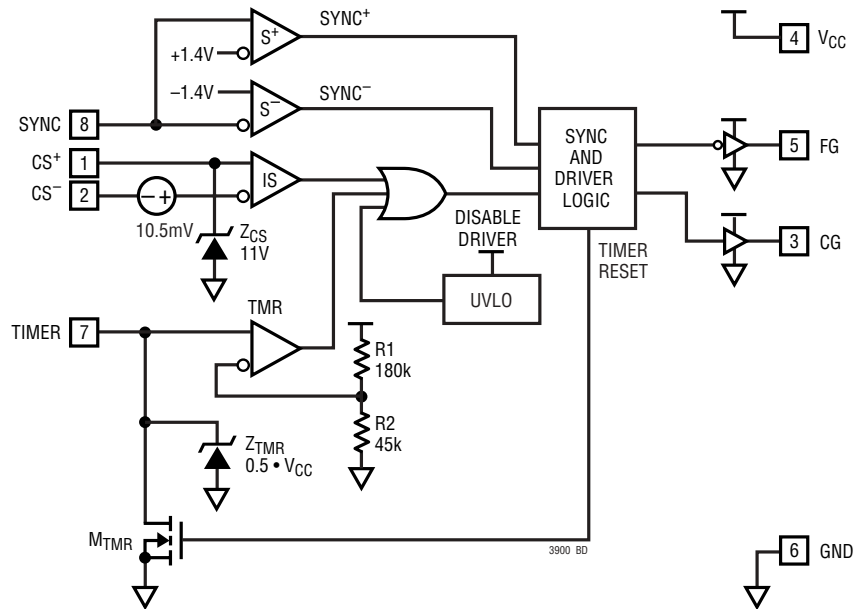 SYNC⁺
S⁺
+1.4V
4 VCC
–1.4V
SYNC⁻
S⁻
SYNC 8
SYNC
AND
DRIVER
LOGIC
5 FG
CS⁺ 1
IS
CS⁻ 2
– +
10.5mV
ZCS
11V
DISABLE
DRIVER
3 CG
TIMER
RESET
UVLO
TMR
TIMER 7
R1
180k
R2
45k
ZTMR
0.5 • VCC
MTMR
3900 BD
6 GND